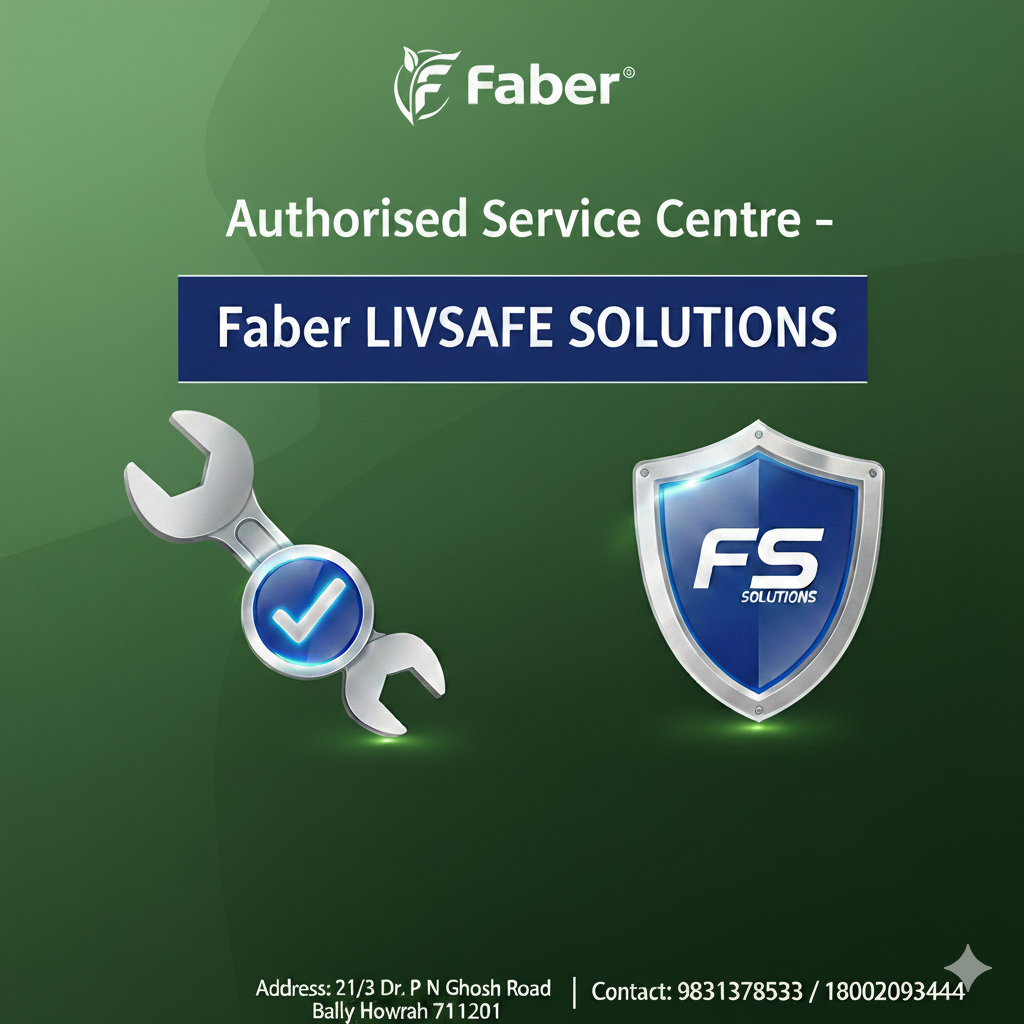 Faber®
Authorised Service Centre –
Faber LIVSAFE SOLUTIONS
FS
SOLUTIONS
Address: 21/3 Dr. P N Ghosh Road
Bally Howrah 711201
Contact: 9831378533 / 18002093444